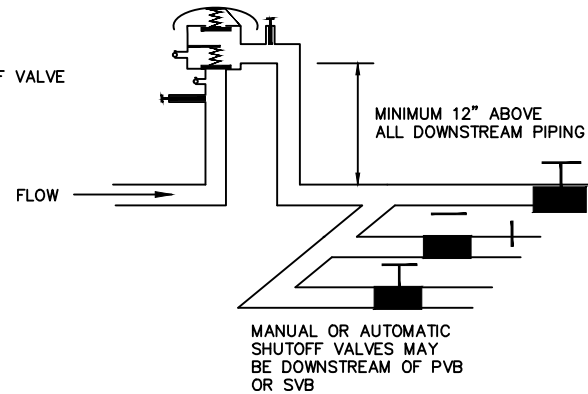 F VALVE
MINIMUM 12" ABOVE
ALL DOWNSTREAM PIPING
FLOW
MANUAL OR AUTOMATIC
SHUTOFF VALVES MAY
BE DOWNSTREAM OF PVB
OR SVB